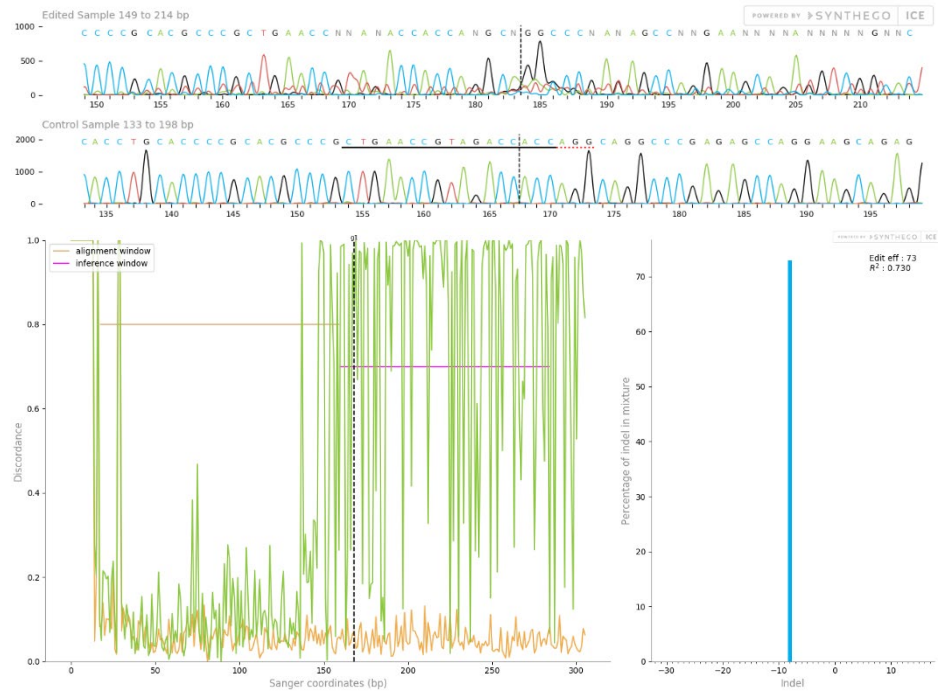 Edited Sample 149 to 214 bp
POWERED BY SYNTHEGO ICE
C C C C G C A C G C C C G C T G A A C C N N A N A C C A C C A N G C N G G C C C N A N A G C C N N G A A N N N N A N N N N N G N N C
1000
500
0
150 155 160 165 170 175 180 185 190 195 200 205 210
Control Sample 133 to 198 bp
C A C C T G C A C C C C G C A C G C C C G C T G A A C C G T A G A C C A C C A G G C A G G C C C G A G A G C C A G G A A G C A G A G
2000
1000
0
135 140 145 150 155 160 165 170 175 180 185 190 195
g1
1.0
0.8
0.6
0.4
0.2
0.0
Discordance
alignment window
inference window
0 50 100 150 200 250 300
Sanger coordinates (bp)
POWERED BY SYNTHEGO ICE
Edit eff : 73
R² : 0.730
70
60
50
40
30
20
10
0
Percentage of indel in mixture
−30 −20 −10 0 10
Indel